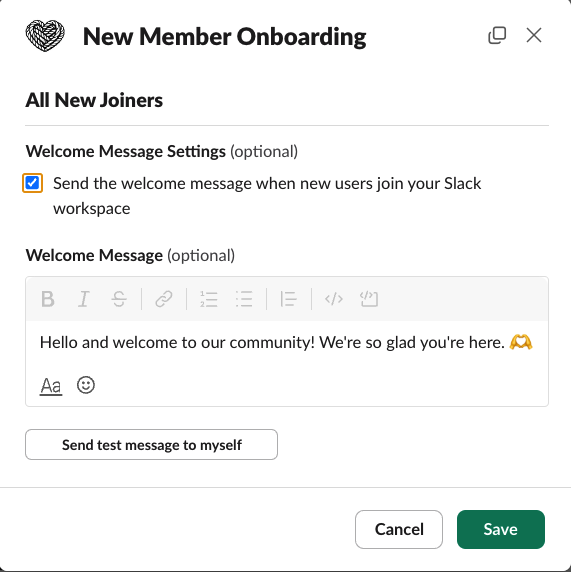 New Member Onboarding
All New Joiners
Welcome Message Settings (optional)
Send the welcome message when new users join your Slack
workspace
Welcome Message (optional)
B I S </>
Hello and welcome to our community! We're so glad you're here. 🫶
Aa
Send test message to myself
Cancel Save